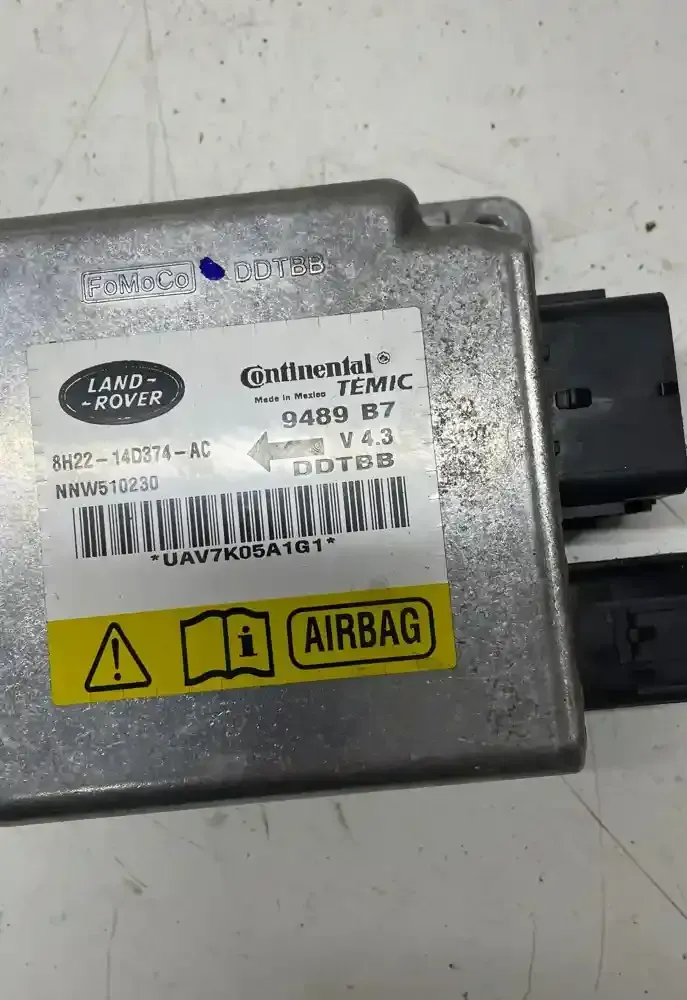 FoMoCo DDTBB
LAND-
-ROVER
Continental
TEMIC
Made in Mexico
9489 B7
8H22-14D374-AC
V 4.3
NNW510230
DDTBB
*UAV7K05A1G1*
i
AIRBAG